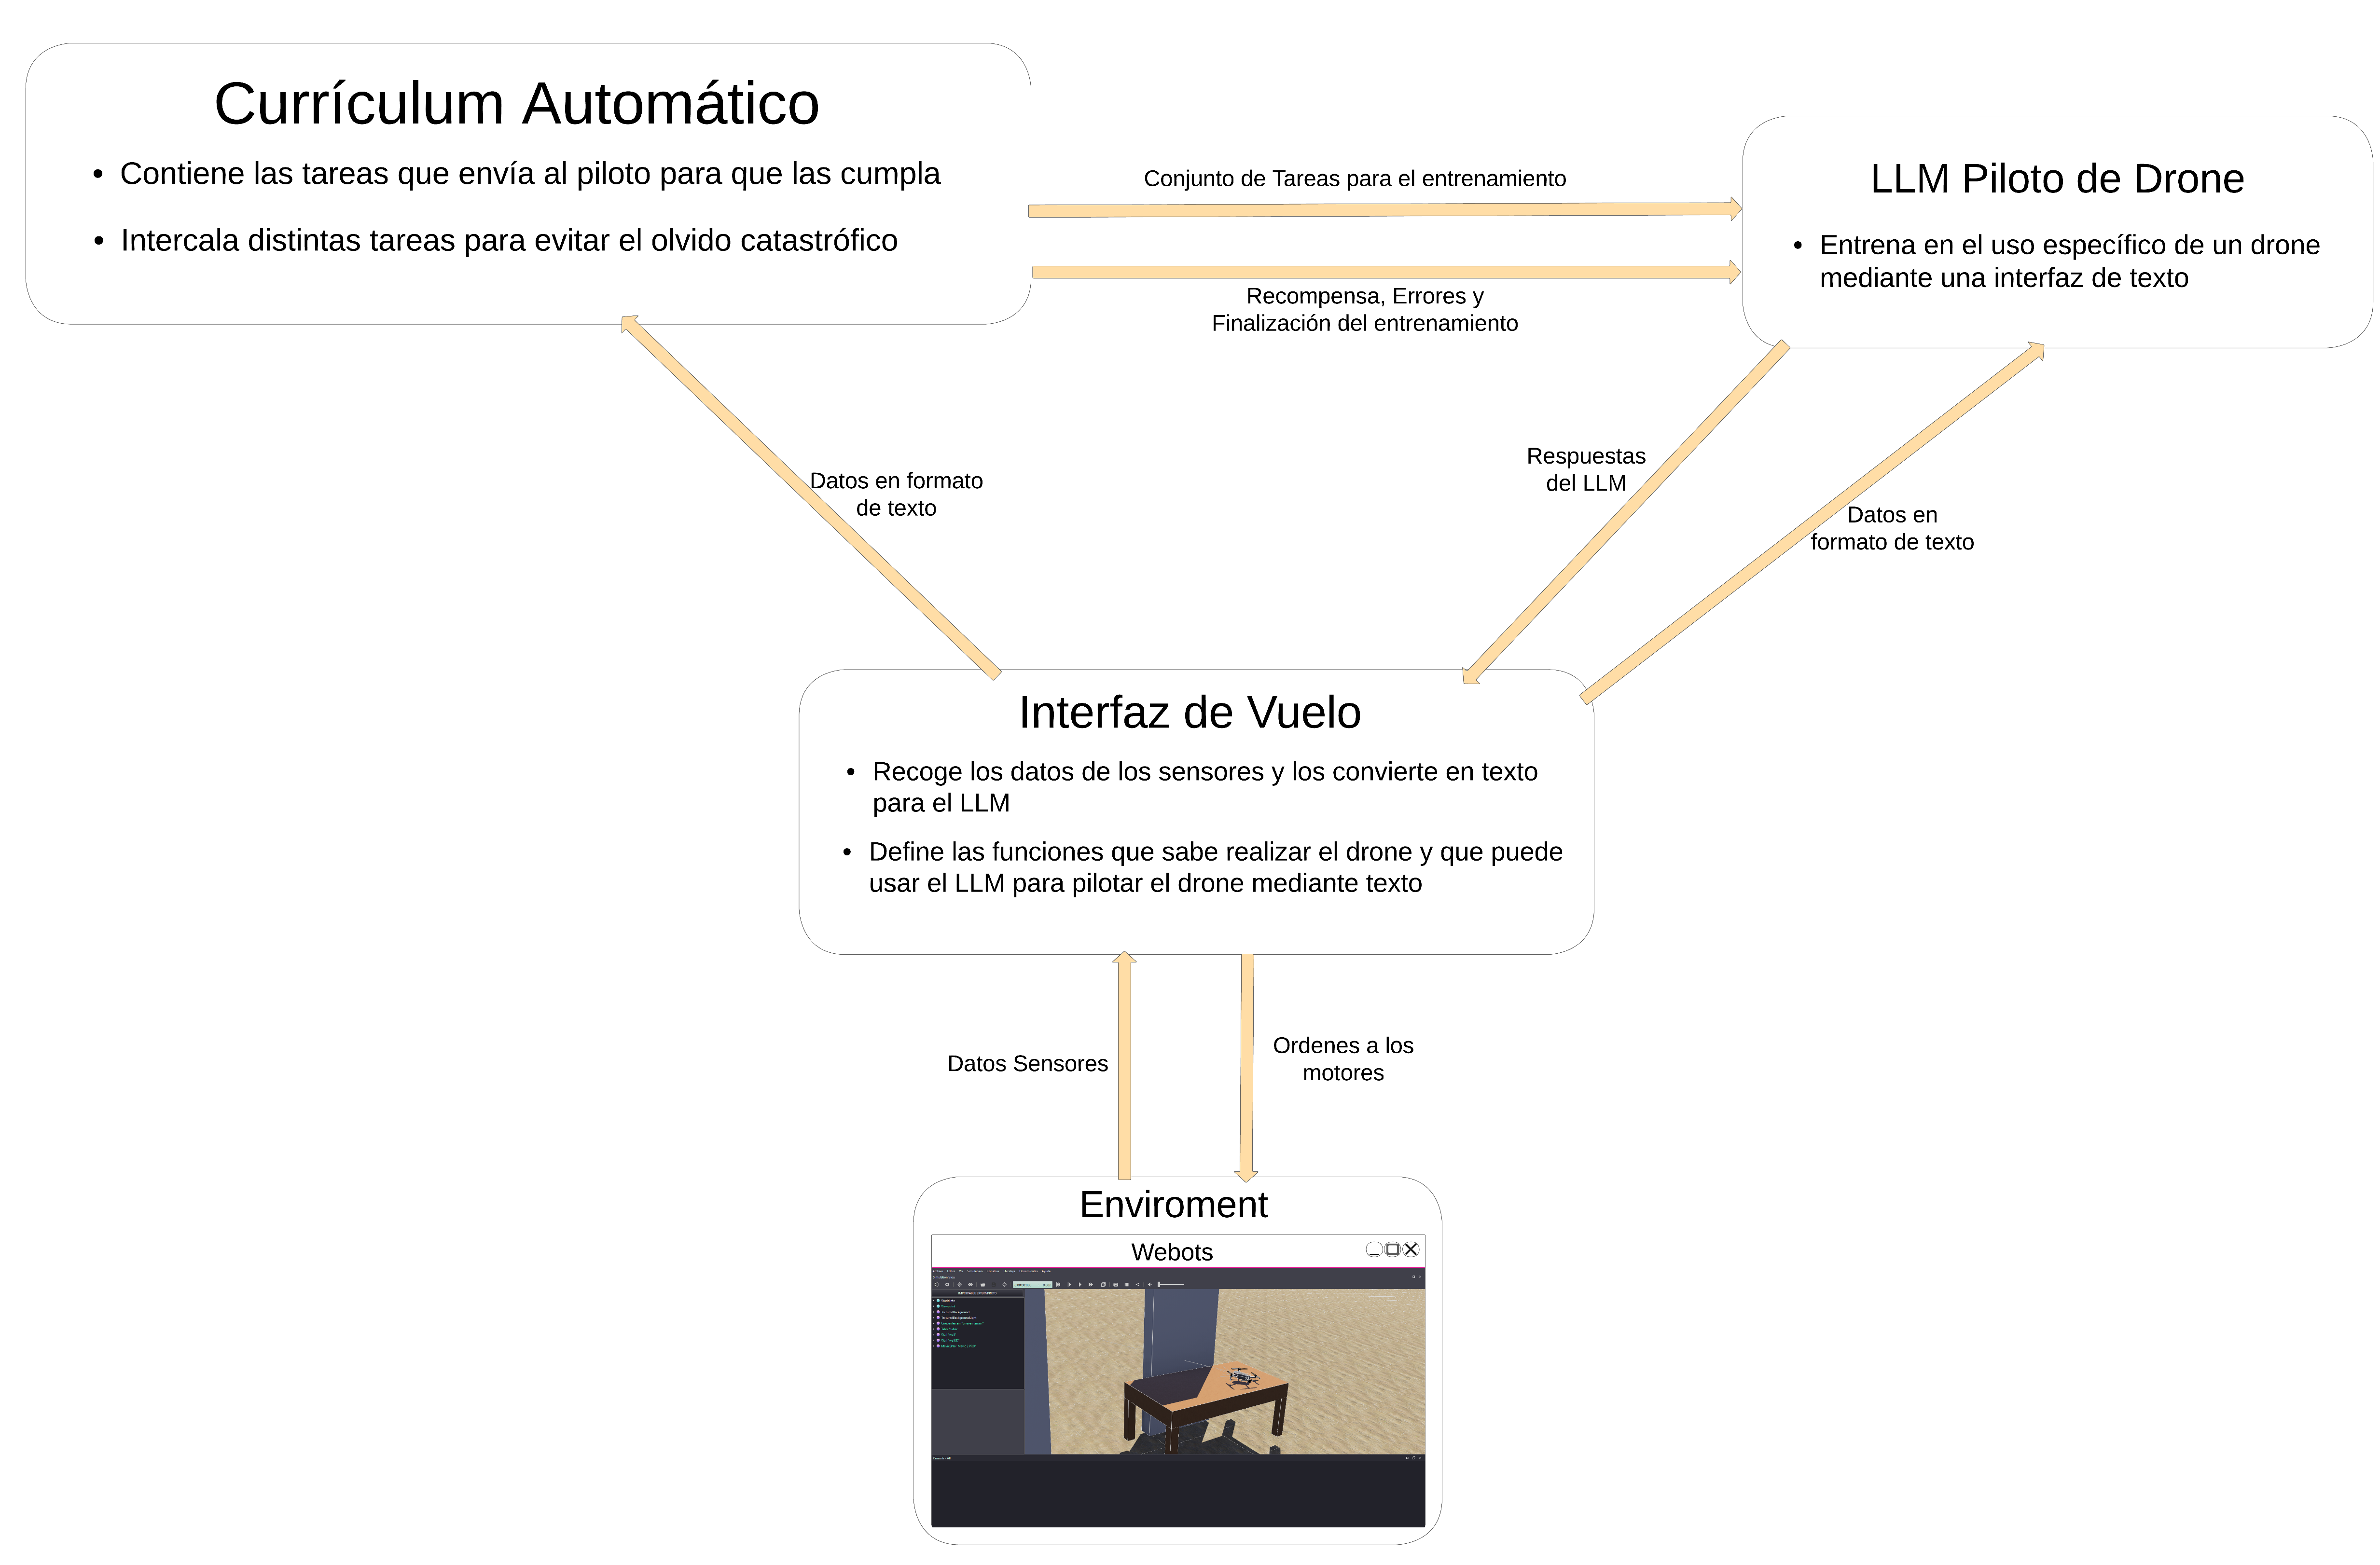 Currículum Automático
• Contiene las tareas que envía al piloto para que las cumpla
• Intercala distintas tareas para evitar el olvido catastrófico
Conjunto de Tareas para el entrenamiento
Recompensa, Errores y
Finalización del entrenamiento
LLM Piloto de Drone
• Entrena en el uso específico de un drone
mediante una interfaz de texto
Datos en formato
de texto
Respuestas
del LLM
Datos en
formato de texto
Interfaz de Vuelo
• Recoge los datos de los sensores y los convierte en texto
para el LLM
• Define las funciones que sabe realizar el drone y que puede
usar el LLM para pilotar el drone mediante texto
Datos Sensores
Ordenes a los
motores
Enviroment
Webots